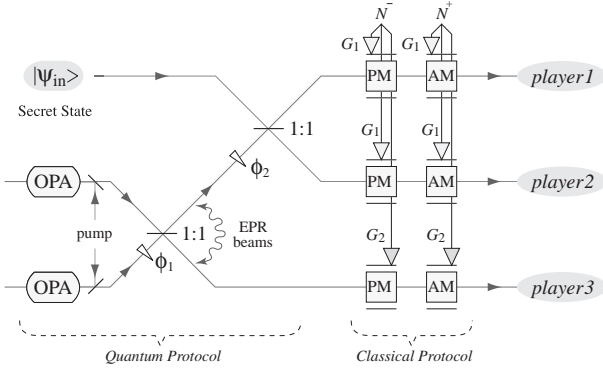 N⁻ N⁺
G₁ G₁
|Ψin> PM AM player1
Secret State
1:1
G₁ G₁
ϕ₂
OPA PM AM player2
pump 1:1 EPR
beams
G₂ G₂
ϕ₁
OPA PM AM player3
Quantum Protocol Classical Protocol